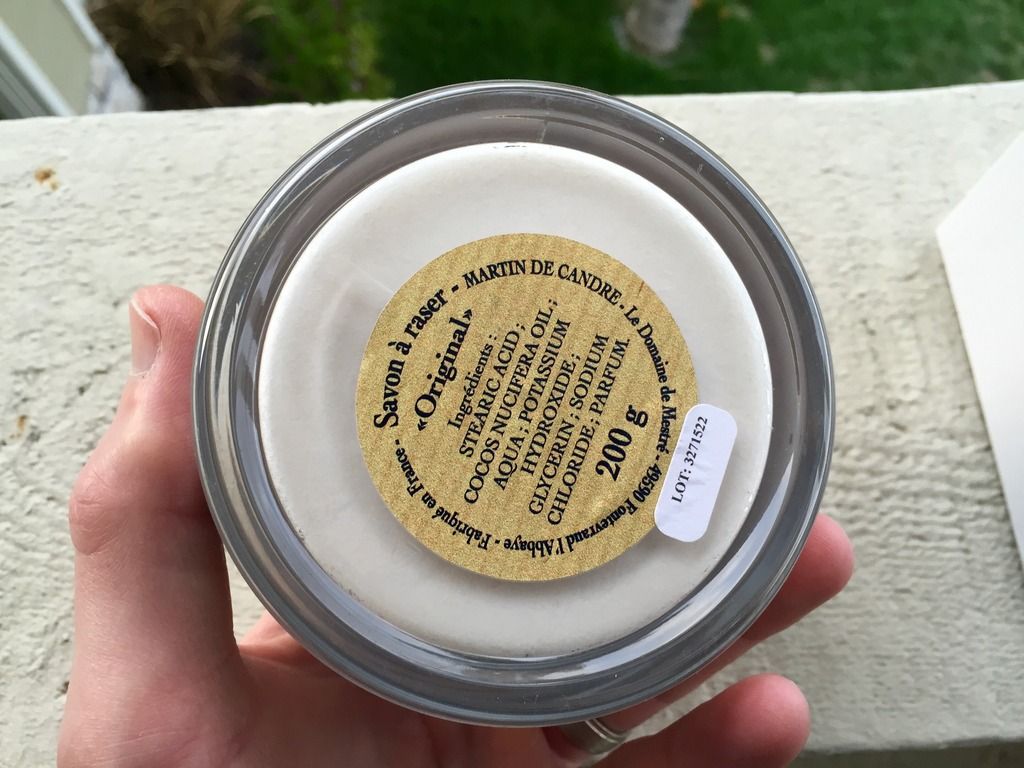 Savon à raser - MARTIN DE CANDRE - Le Domaine de Mestré - 49590 Fontevraud l'Abbaye - Fabriqué en France -
«Original»
Ingrédients :
STEARIC ACID ;
COCOS NUCIFERA OIL ;
AQUA ; POTASSIUM
HYDROXIDE ;
GLYCERIN ; SODIUM
CHLORIDE ; PARFUM
200 g
LOT: 3271522